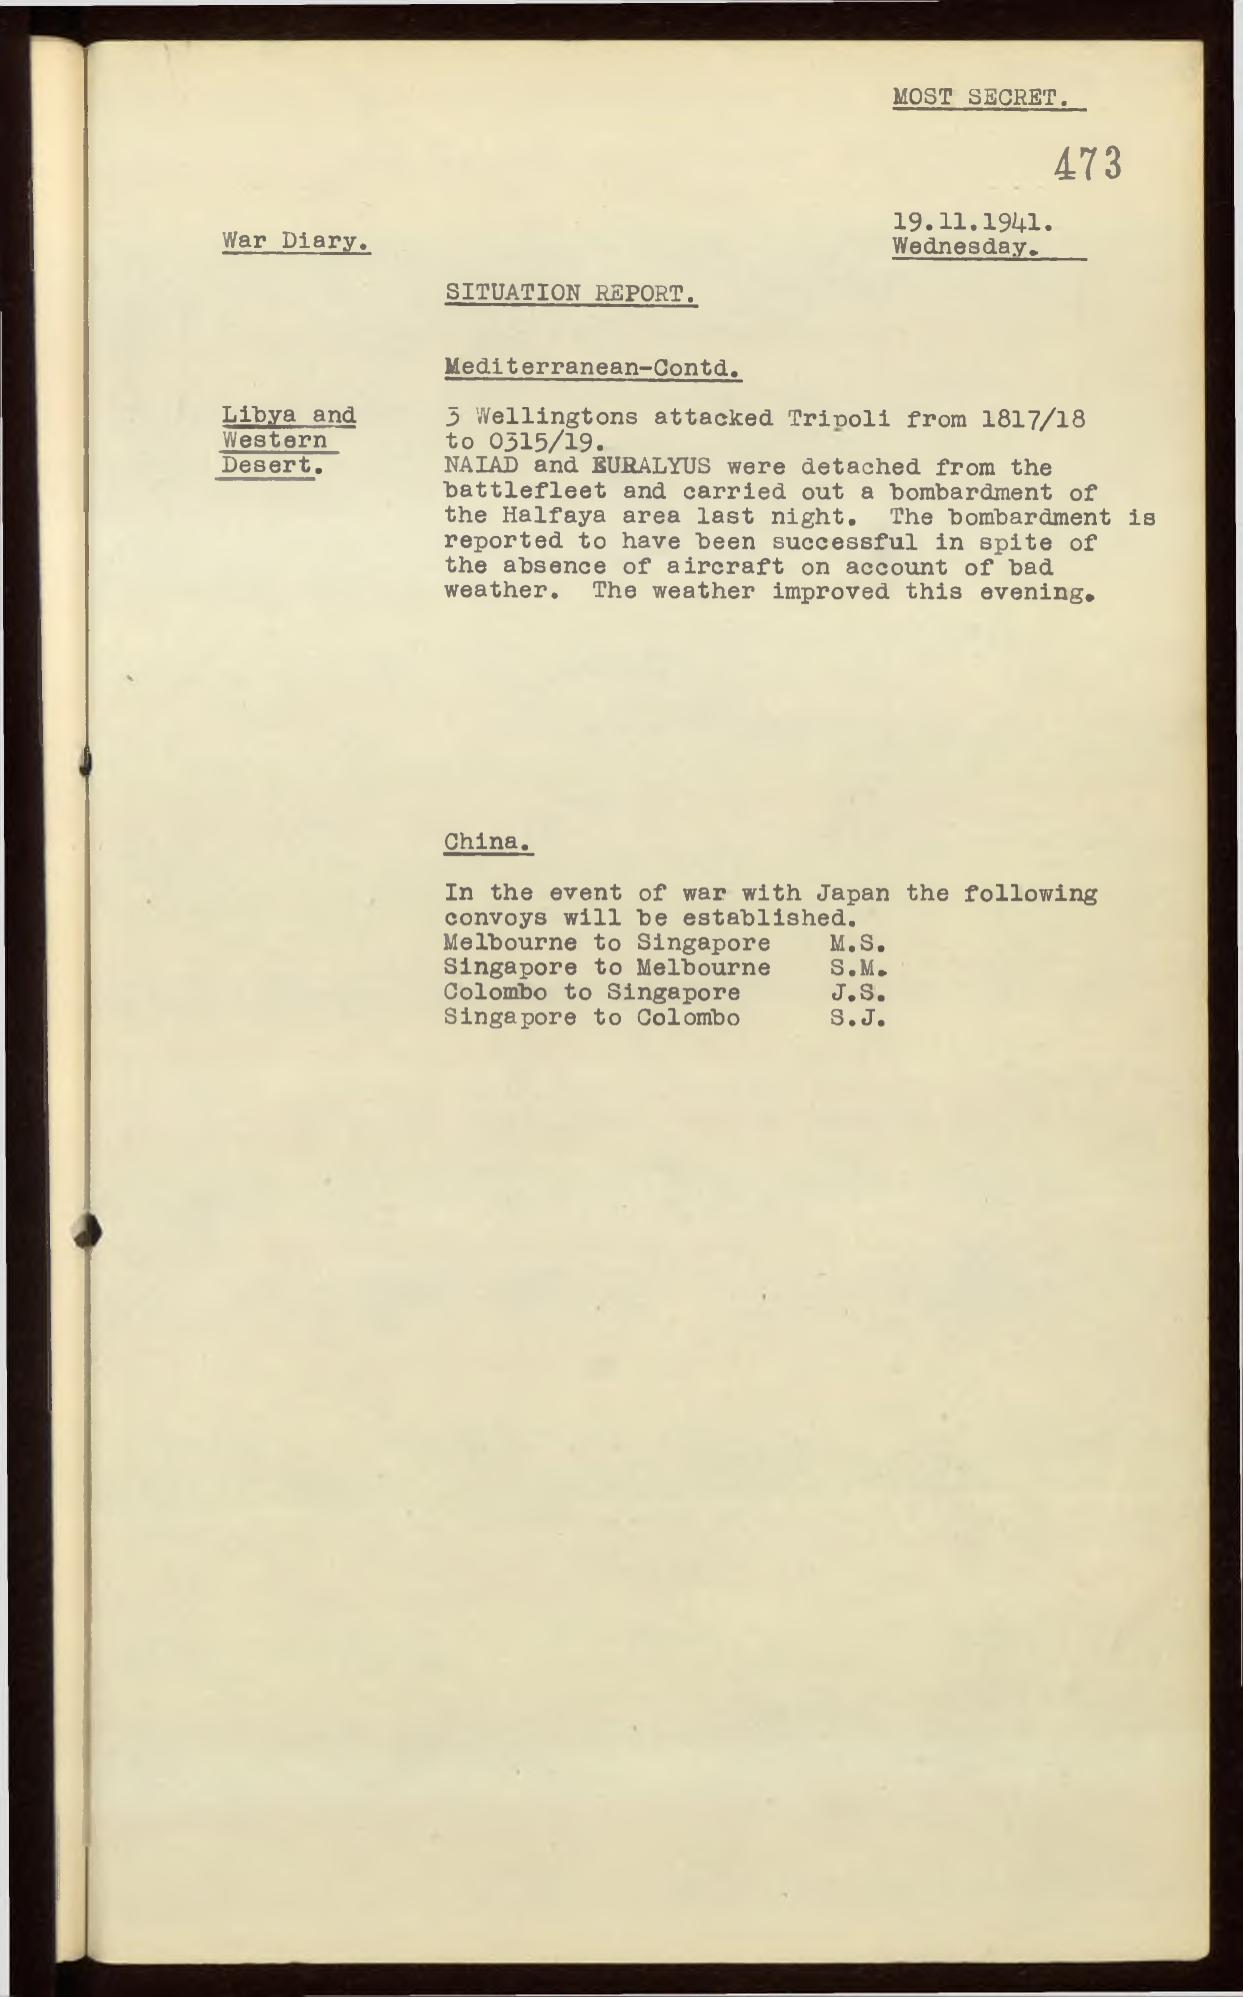 MOST SECRET.
473
19.11.1941.
War Diary.
Wednesday.
SITUATION REPORT.
Mediterranean-Contd.
Libya and
Western
Desert.
3 Wellingtons attacked Tripoli from 1817/18
to 0315/19.
NAIAD and EURALYUS were detached from the
battlefleet and carried out a bombardment of
the Halfaya area last night. The bombardment is
reported to have been successful in spite of
the absence of aircraft on account of bad
weather. The weather improved this evening.
China.
In the event of war with Japan the following
convoys will be established.
Melbourne to Singapore M.S.
Singapore to Melbourne S.M.
Colombo to Singapore J.S.
Singapore to Colombo S.J.